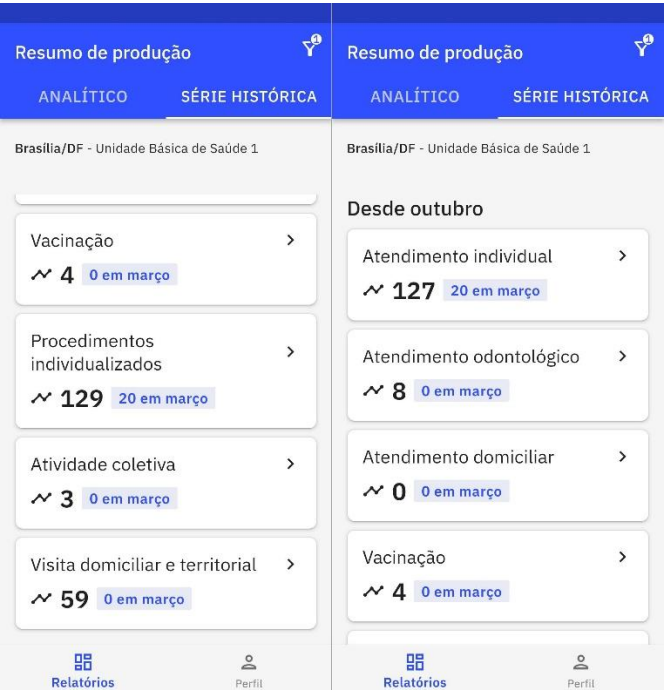 Resumo de produção
1
ANALÍTICO SÉRIE HISTÓRICA
Brasília/DF - Unidade Básica de Saúde 1
Vacinação
4 0 em março
Procedimentos
individualizados
129 20 em março
Atividade coletiva
3 0 em março
Visita domiciliar e territorial
59 0 em março
Relatórios Perfil
Resumo de produção
1
ANALÍTICO SÉRIE HISTÓRICA
Brasília/DF - Unidade Básica de Saúde 1
Desde outubro
Atendimento individual
127 20 em março
Atendimento odontológico
8 0 em março
Atendimento domiciliar
0 0 em março
Vacinação
4 0 em março
Relatórios Perfil